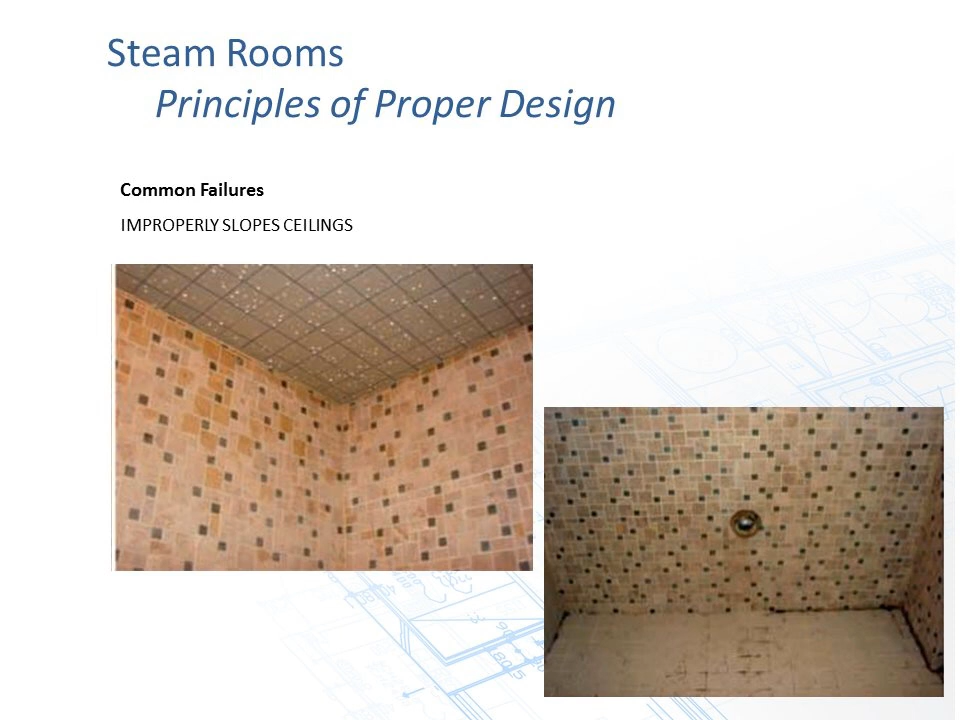 Steam Rooms
Principles of Proper Design
Common Failures
IMPROPERLY SLOPES CEILINGS